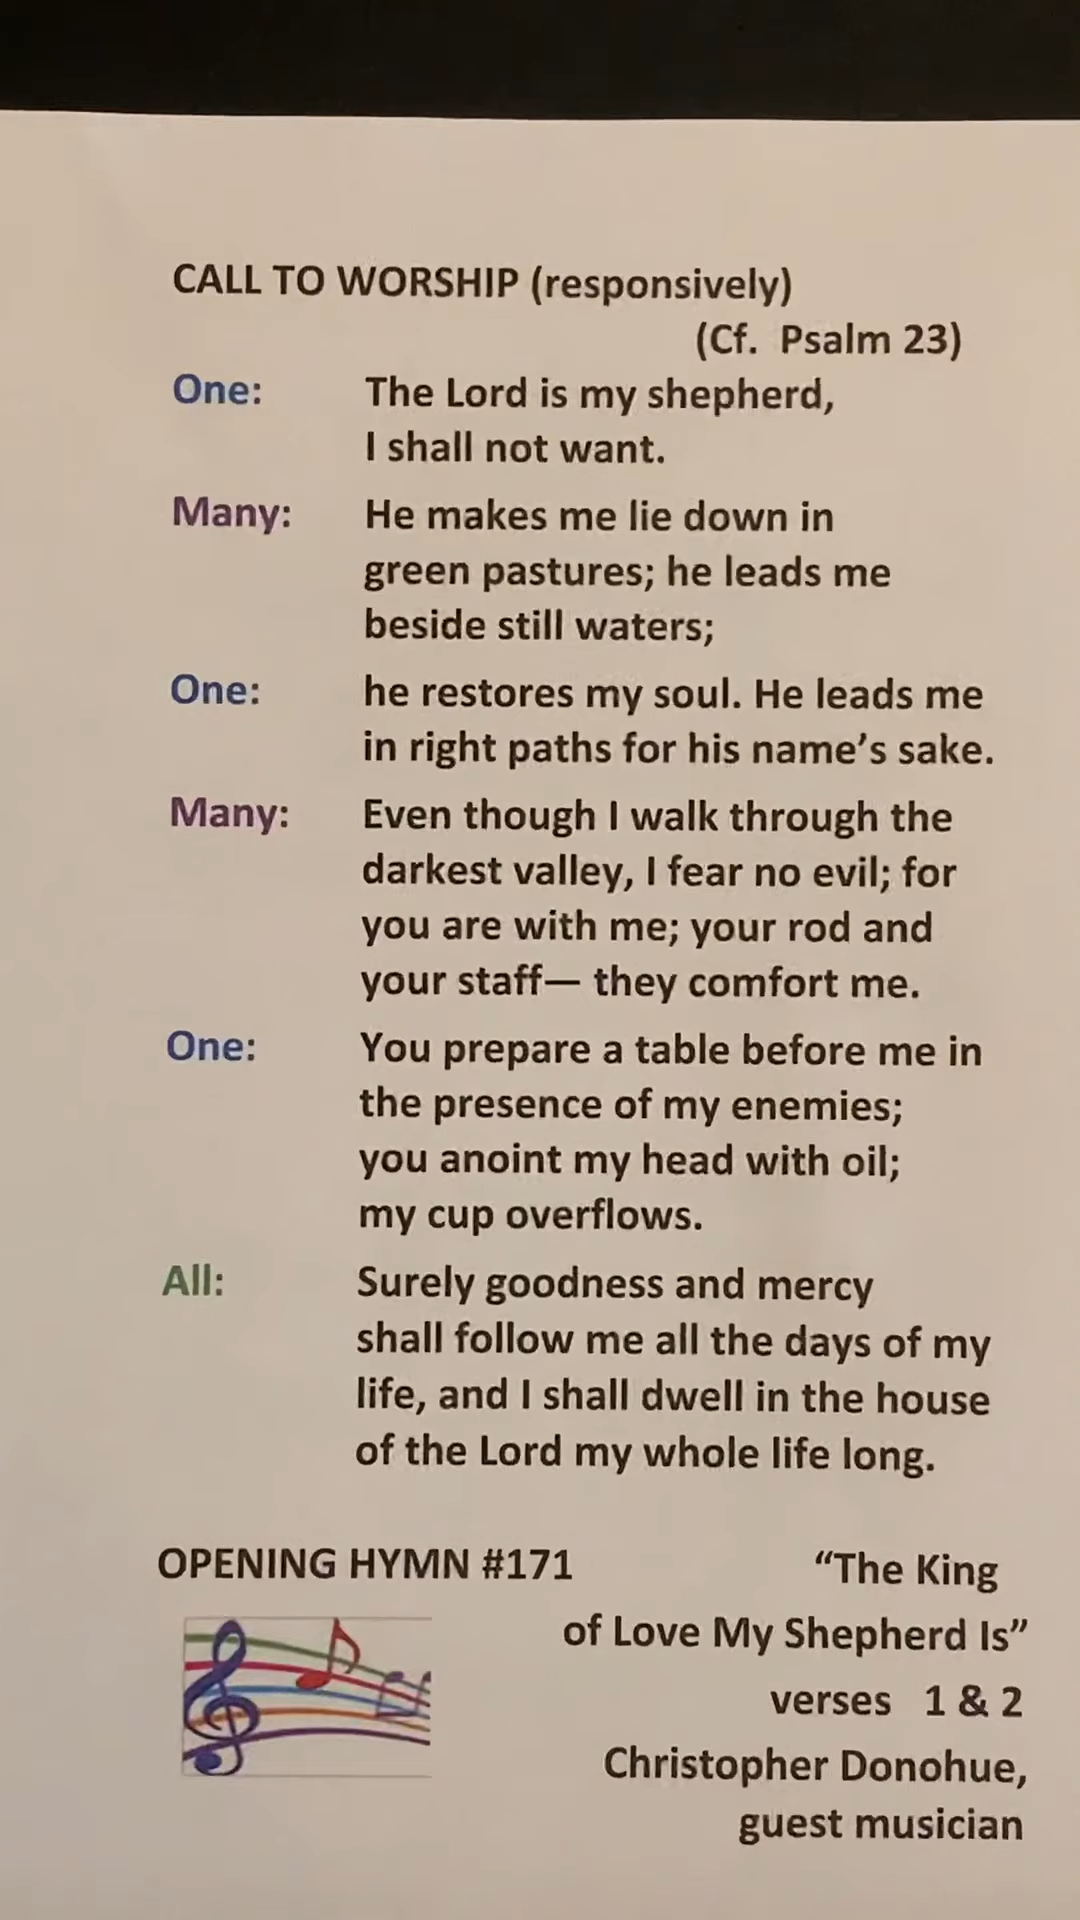 CALL TO WORSHIP (responsively)
(Cf. Psalm 23)
One: The Lord is my shepherd,
I shall not want.
Many: He makes me lie down in
green pastures; he leads me
beside still waters;
One: he restores my soul. He leads me
in right paths for his name’s sake.
Many: Even though I walk through the
darkest valley, I fear no evil; for
you are with me; your rod and
your staff— they comfort me.
One: You prepare a table before me in
the presence of my enemies;
you anoint my head with oil;
my cup overflows.
All: Surely goodness and mercy
shall follow me all the days of my
life, and I shall dwell in the house
of the Lord my whole life long.
OPENING HYMN #171 “The King
of Love My Shepherd Is”
verses 1 & 2
Christopher Donohue,
guest musician